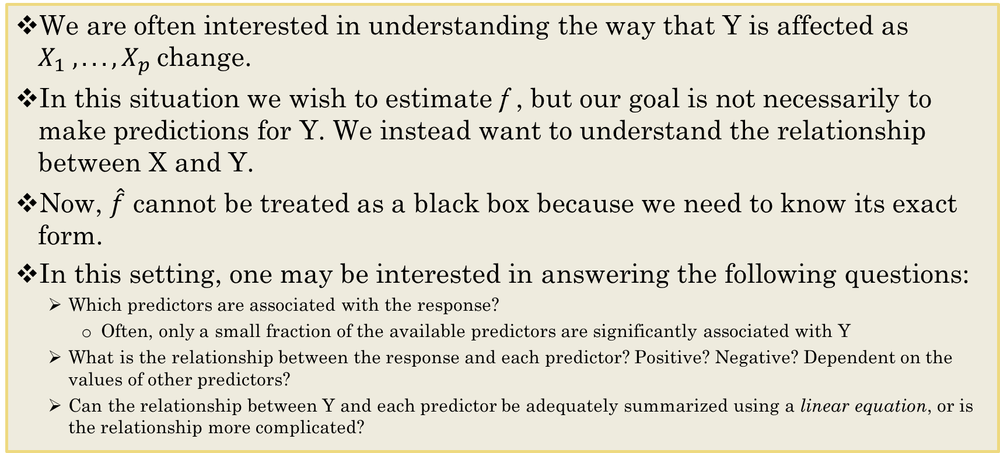 ❖We are often interested in understanding the way that Y is affected as
X₁ ,...,Xₚ change.
❖In this situation we wish to estimate f , but our goal is not necessarily to
make predictions for Y. We instead want to understand the relationship
between X and Y.
❖Now, f̂ cannot be treated as a black box because we need to know its exact
form.
❖In this setting, one may be interested in answering the following questions:
➢ Which predictors are associated with the response?
o Often, only a small fraction of the available predictors are significantly associated with Y
➢ What is the relationship between the response and each predictor? Positive? Negative? Dependent on the
values of other predictors?
➢ Can the relationship between Y and each predictor be adequately summarized using a linear equation, or is
the relationship more complicated?